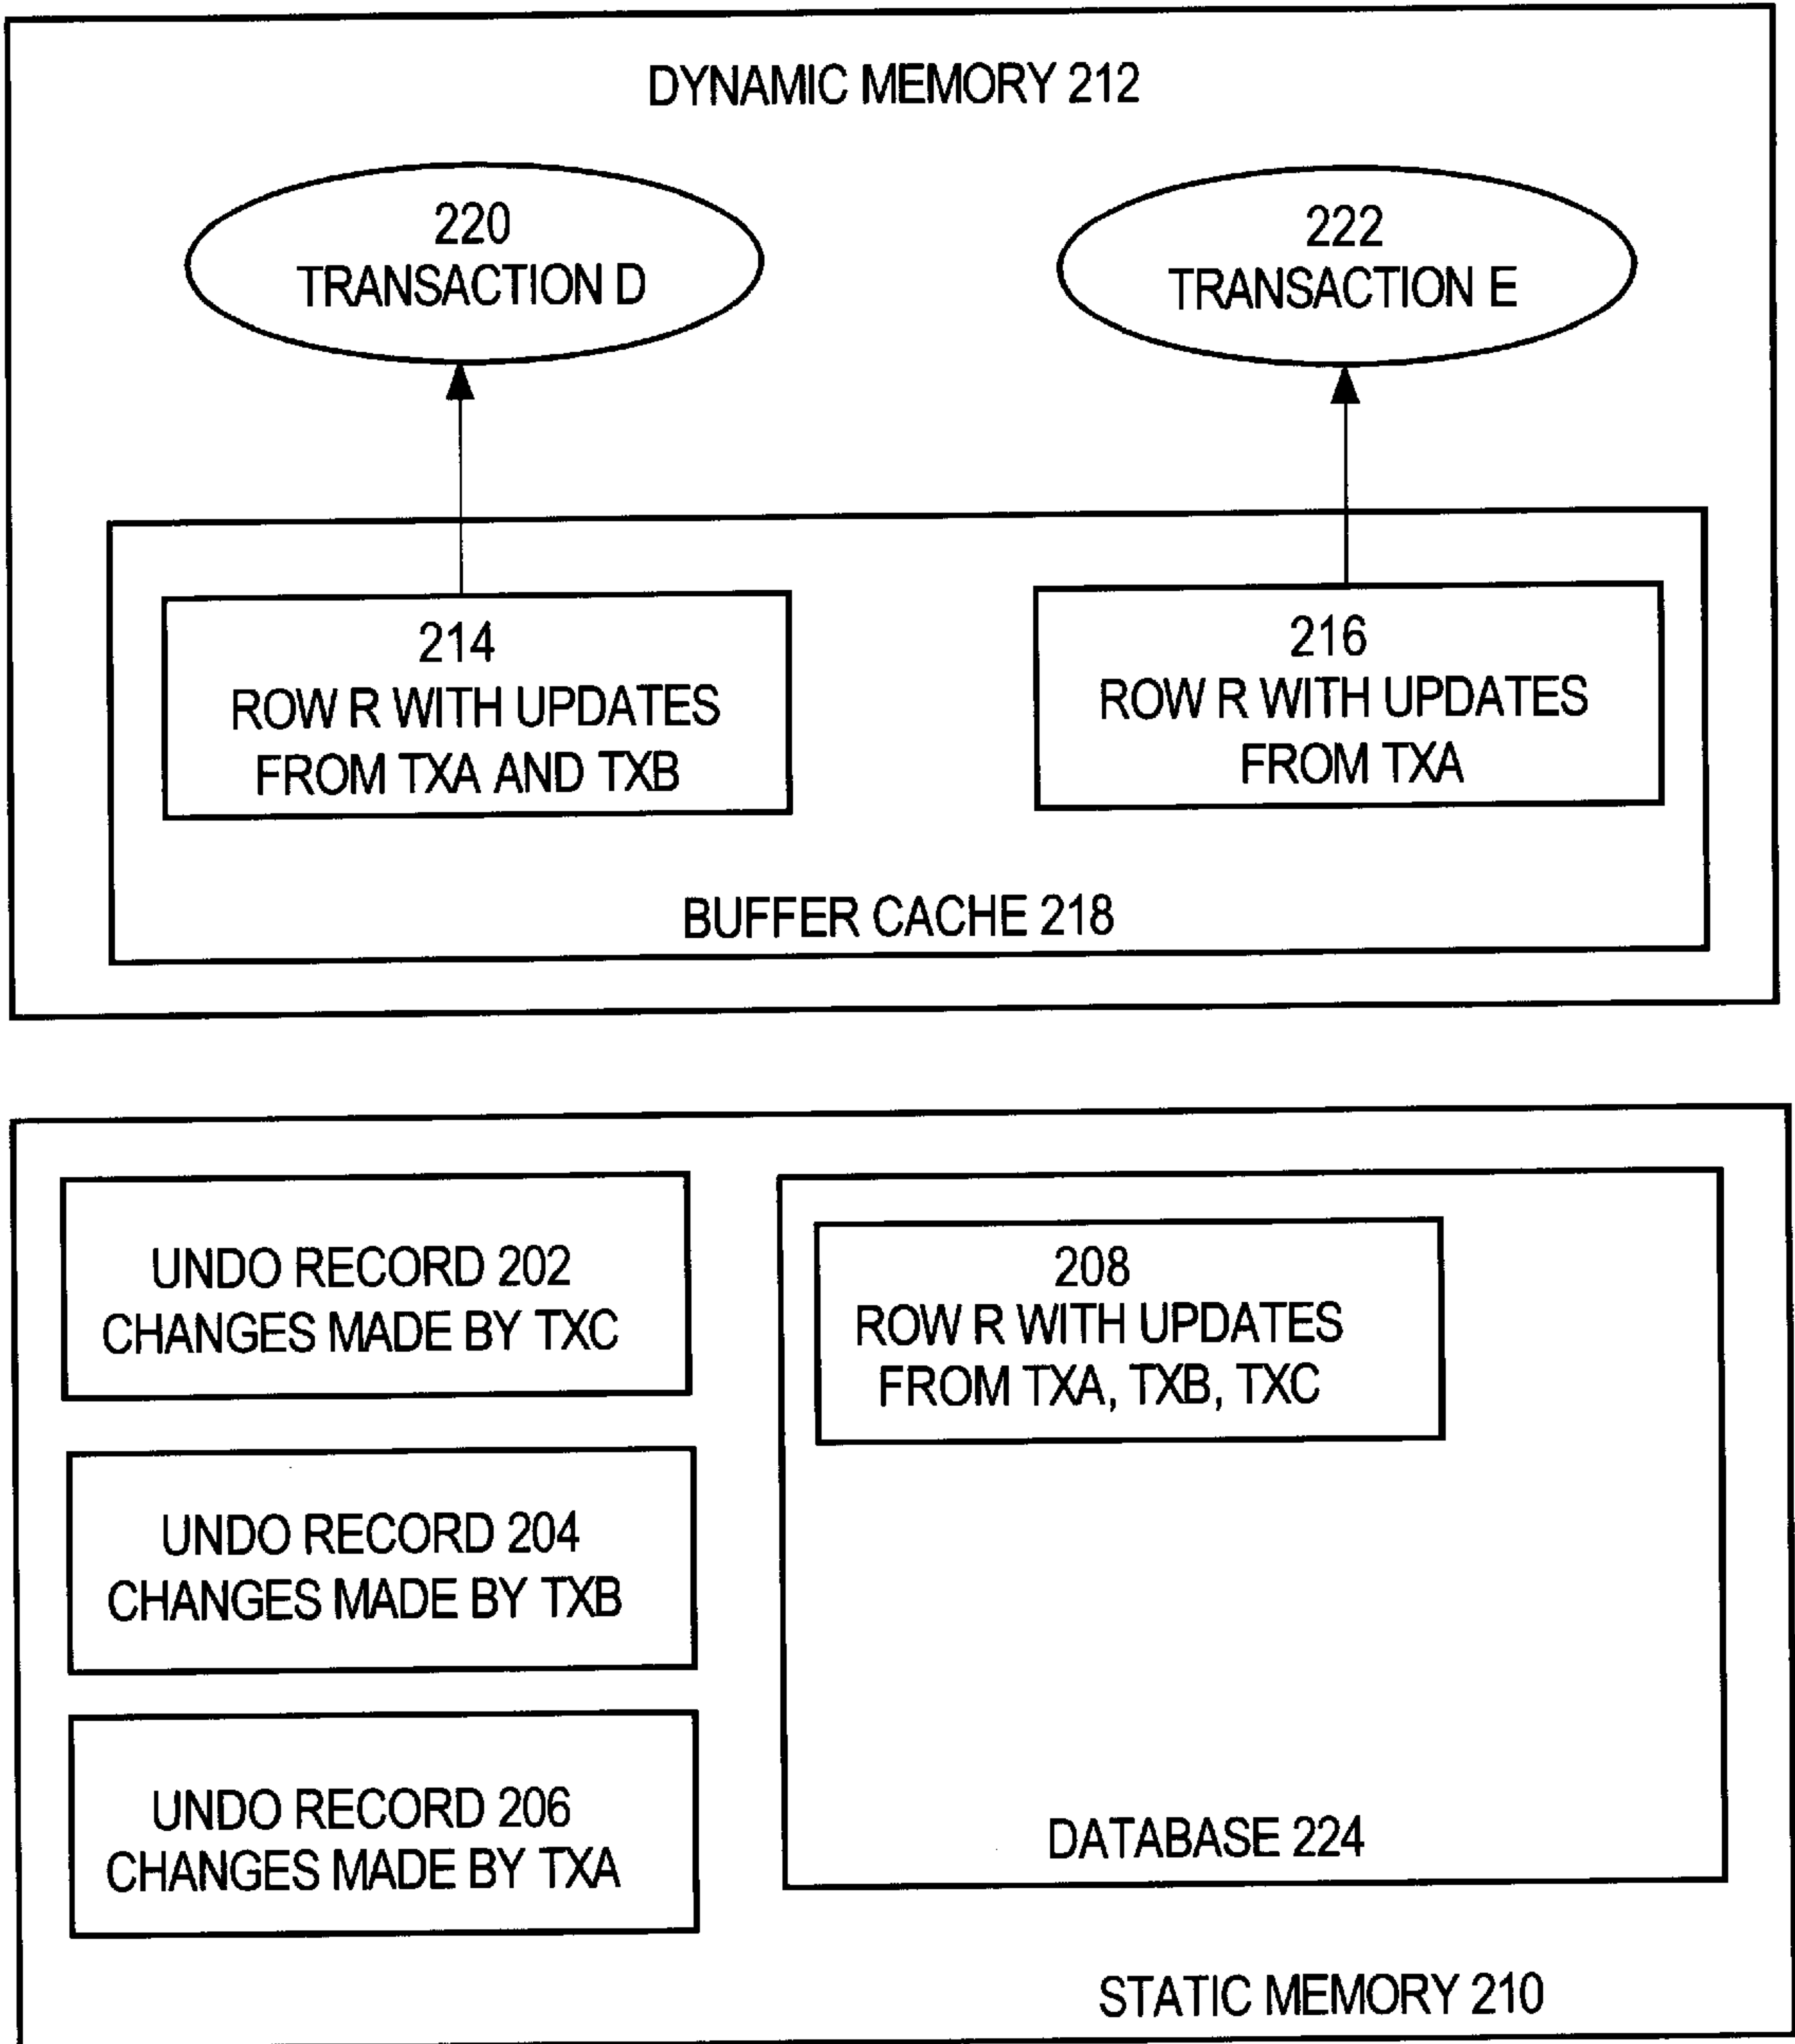 DYNAMIC MEMORY 212
220
TRANSACTION D
222
TRANSACTION E
214
ROW R WITH UPDATES
FROM TXA AND TXB
216
ROW R WITH UPDATES
FROM TXA
BUFFER CACHE 218
UNDO RECORD 202
CHANGES MADE BY TXC
UNDO RECORD 204
CHANGES MADE BY TXB
UNDO RECORD 206
CHANGES MADE BY TXA
208
ROW R WITH UPDATES
FROM TXA, TXB, TXC
DATABASE 224
STATIC MEMORY 210